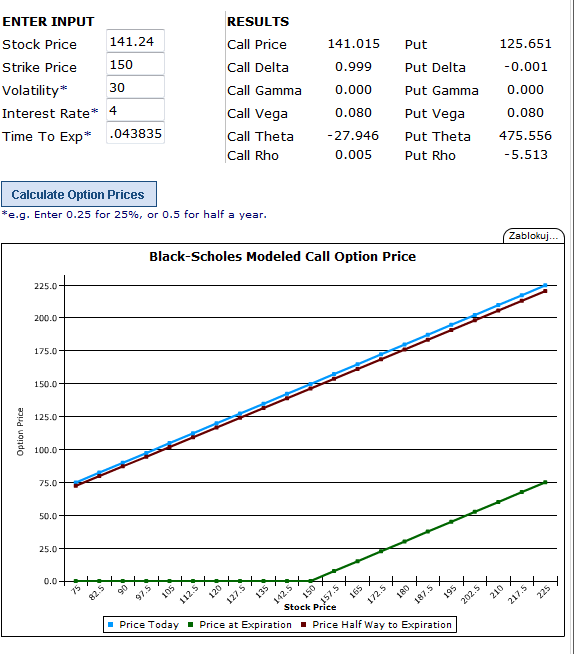 ENTER INPUT
RESULTS
Stock Price 141.24 Call Price 141.015 Put 125.651
Strike Price 150 Call Delta 0.999 Put Delta -0.001
Volatility* 30 Call Gamma 0.000 Put Gamma 0.000
Interest Rate* 4 Call Vega 0.080 Put Vega 0.080
Time To Exp* .043835 Call Theta -27.946 Put Theta 475.556
Call Rho 0.005 Put Rho -5.513
Calculate Option Prices
*e.g. Enter 0.25 for 25%, or 0.5 for half a year.
Zablokuj...
Black-Scholes Modeled Call Option Price
225.0
200.0
175.0
150.0
125.0
100.0
75.0
50.0
25.0
0.0
Option Price
75 82.5 90 97.5 105 112.5 120 127.5 135 142.5 150 157.5 165 172.5 180 187.5 195 202.5 210 217.5 225
Stock Price
Price Today Price at Expiration Price Half Way to Expiration